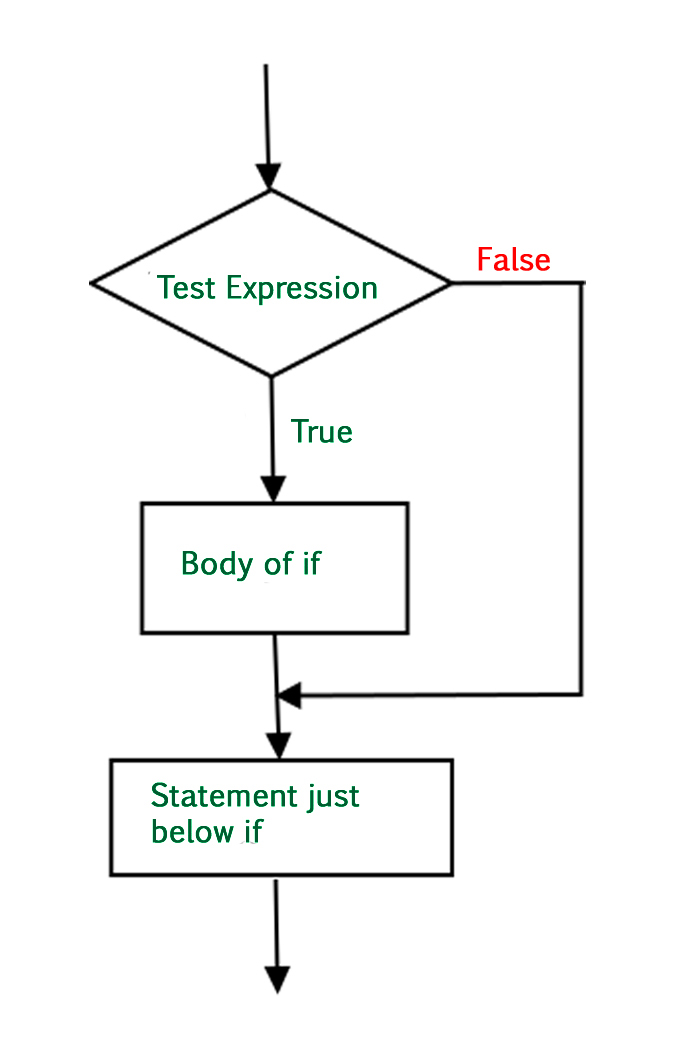 Test Expression
False
True
Body of if
Statement just
below if